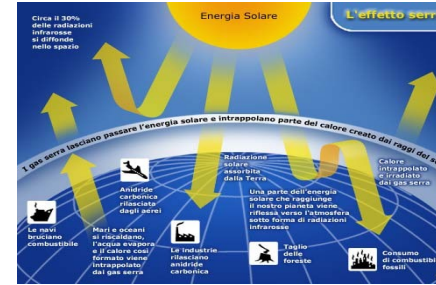 Circa il 30%
delle radiazioni
infrarosse
si diffonde
nello spazio
Energia Solare
L'effetto serr
I gas serra lasciano passare l'energia solare e intrappolano parte del calore creato dai raggi del
Anidride
carbonica
rilasciate
dagli aerei
Radiazione
solare
assorbita
dalla Terra
Calore
intrappolato
e irradiato
dai gas serra
Le navi
bruciano
combustibile
Mari e oceani
si riscaldano,
l'acqua evapora
e il calore così
formato viene
intrappolato
dai gas serra
Le industrie
rilasciano
anidride
carbonica
Una parte dell'energia
solare che raggiunge
il nostro pianeta viene
riflessa verso l'atmosfera
sotto forma di radiazioni
infrarosse
Taglio
delle
foreste
Consumo
di combustibi
fossili